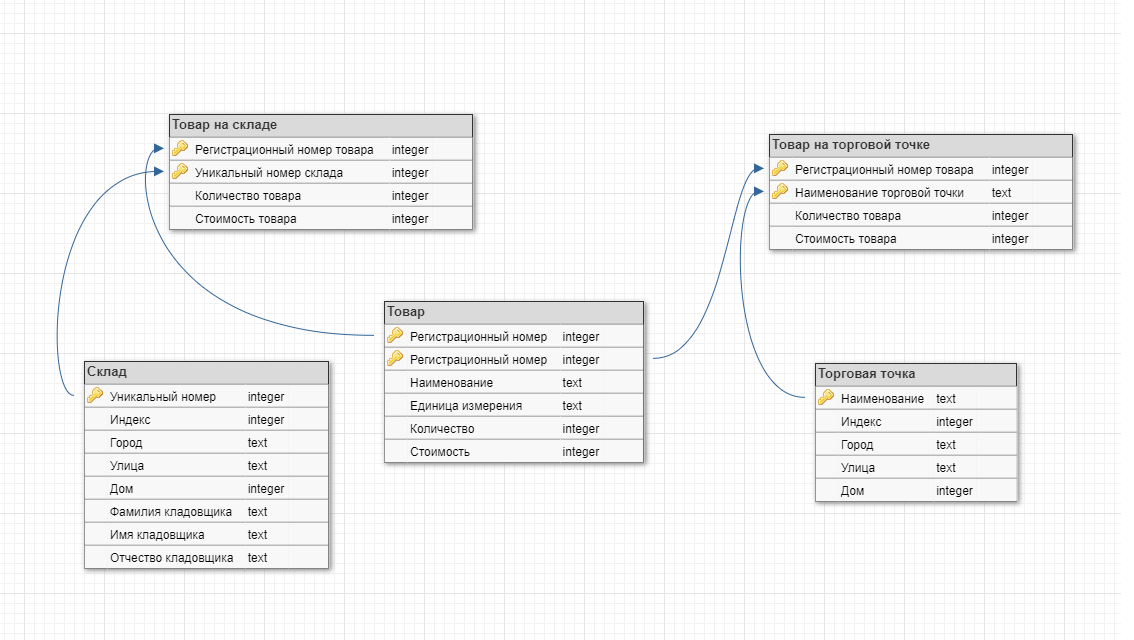 Товар на складе
Регистрационный номер товара integer
Уникальный номер склада integer
Количество товара integer
Стоимость товара integer
Товар на торговой точке
Регистрационный номер товара integer
Наименование торговой точки text
Количество товара integer
Стоимость товара integer
Товар
Регистрационный номер integer
Регистрационный номер integer
Наименование text
Единица измерения text
Количество integer
Стоимость integer
Склад
Уникальный номер integer
Индекс integer
Город text
Улица text
Дом integer
Фамилия кладовщика text
Имя кладовщика text
Отчество кладовщика text
Торговая точка
Наименование text
Индекс integer
Город text
Улица text
Дом integer